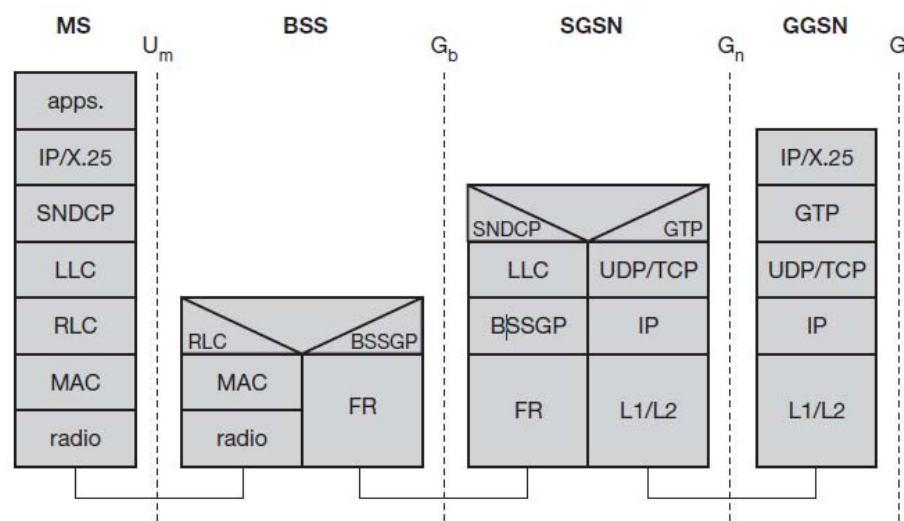 MS BSS SGSN GGSN
Um Gb Gn G
apps.
IP/X.25 IP/X.25
SNDCP SNDCP GTP GTP
LLC LLC UDP/TCP UDP/TCP
RLC RLC BSSGP BSSGP IP IP
MAC MAC FR FR L1/L2 L1/L2
radio radio